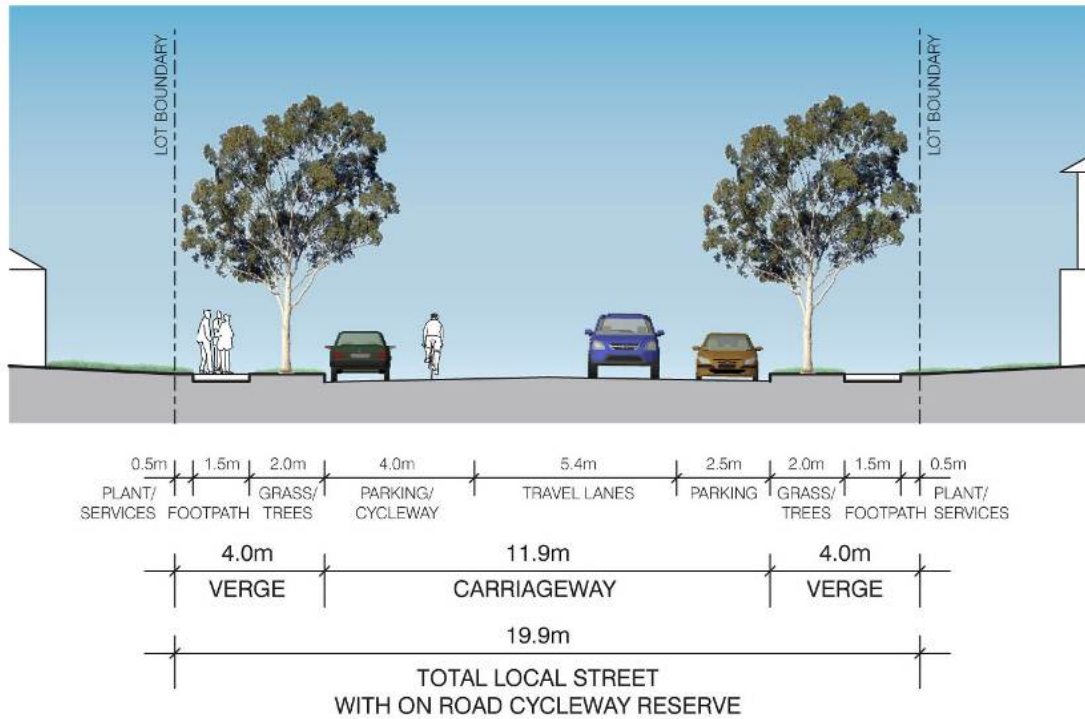 LOT BOUNDARY
LOT BOUNDARY
0.5m 1.5m 2.0m 4.0m 5.4m 2.5m 2.0m 1.5m 0.5m
PLANT/ GRASS/ PARKING/ TRAVEL LANES PARKING GRASS/ PLANT/
SERVICES FOOTPATH TREES CYCLEWAY TREES FOOTPATH SERVICES
4.0m 11.9m 4.0m
VERGE CARRIAGEWAY VERGE
19.9m
TOTAL LOCAL STREET
WITH ON ROAD CYCLEWAY RESERVE